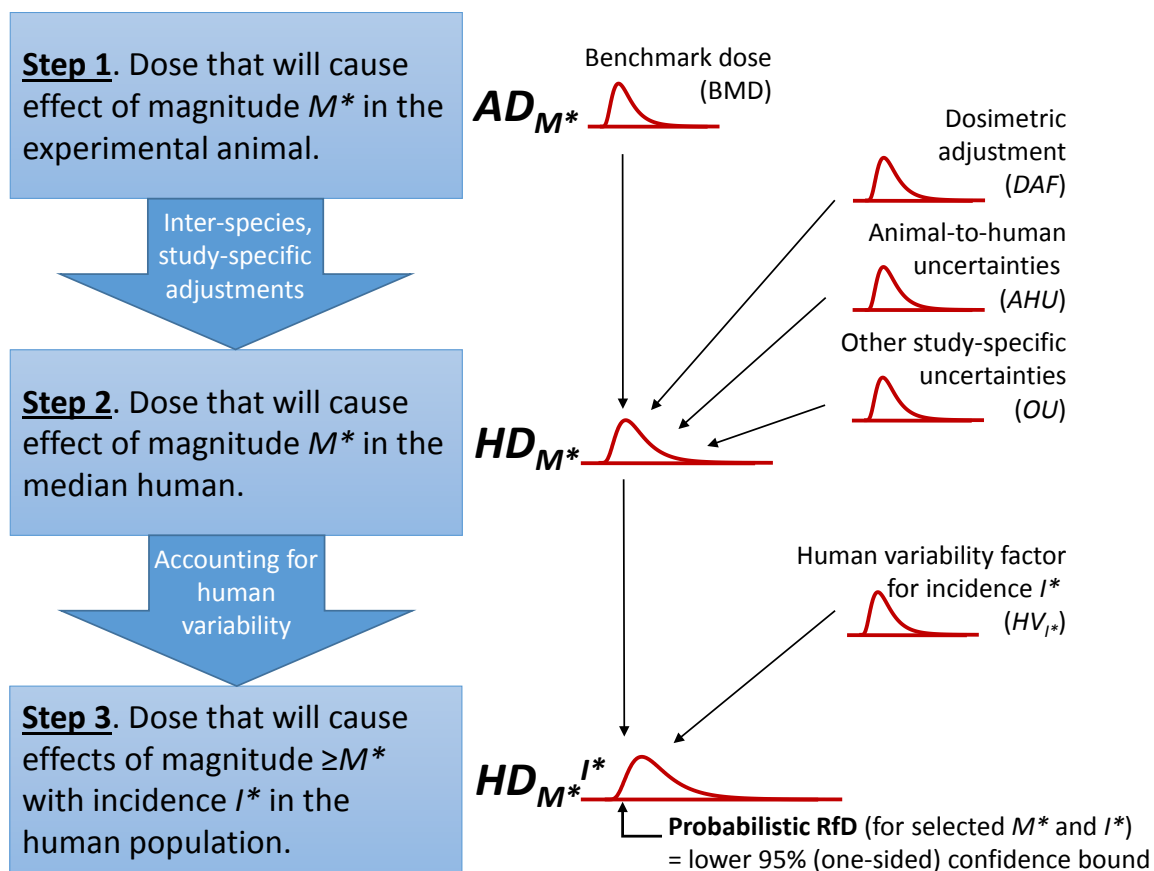 Step 1. Dose that will cause
effect of magnitude M* in the
experimental animal.
Inter-species,
study-specific
adjustments
Step 2. Dose that will cause
effect of magnitude M* in the
median human.
Accounting for
human
variability
Step 3. Dose that will cause
effects of magnitude ≥M*
with incidence I* in the
human population.
Benchmark dose
(BMD)
AD_M*
Dosimetric
adjustment
(DAF)
Animal-to-human
uncertainties
(AHU)
Other study-specific
uncertainties
(OU)
HD_M*
Human variability factor
for incidence I*
(HV_I*)
HD_M*^I*
Probabilistic RfD (for selected M* and I*)
= lower 95% (one-sided) confidence bound